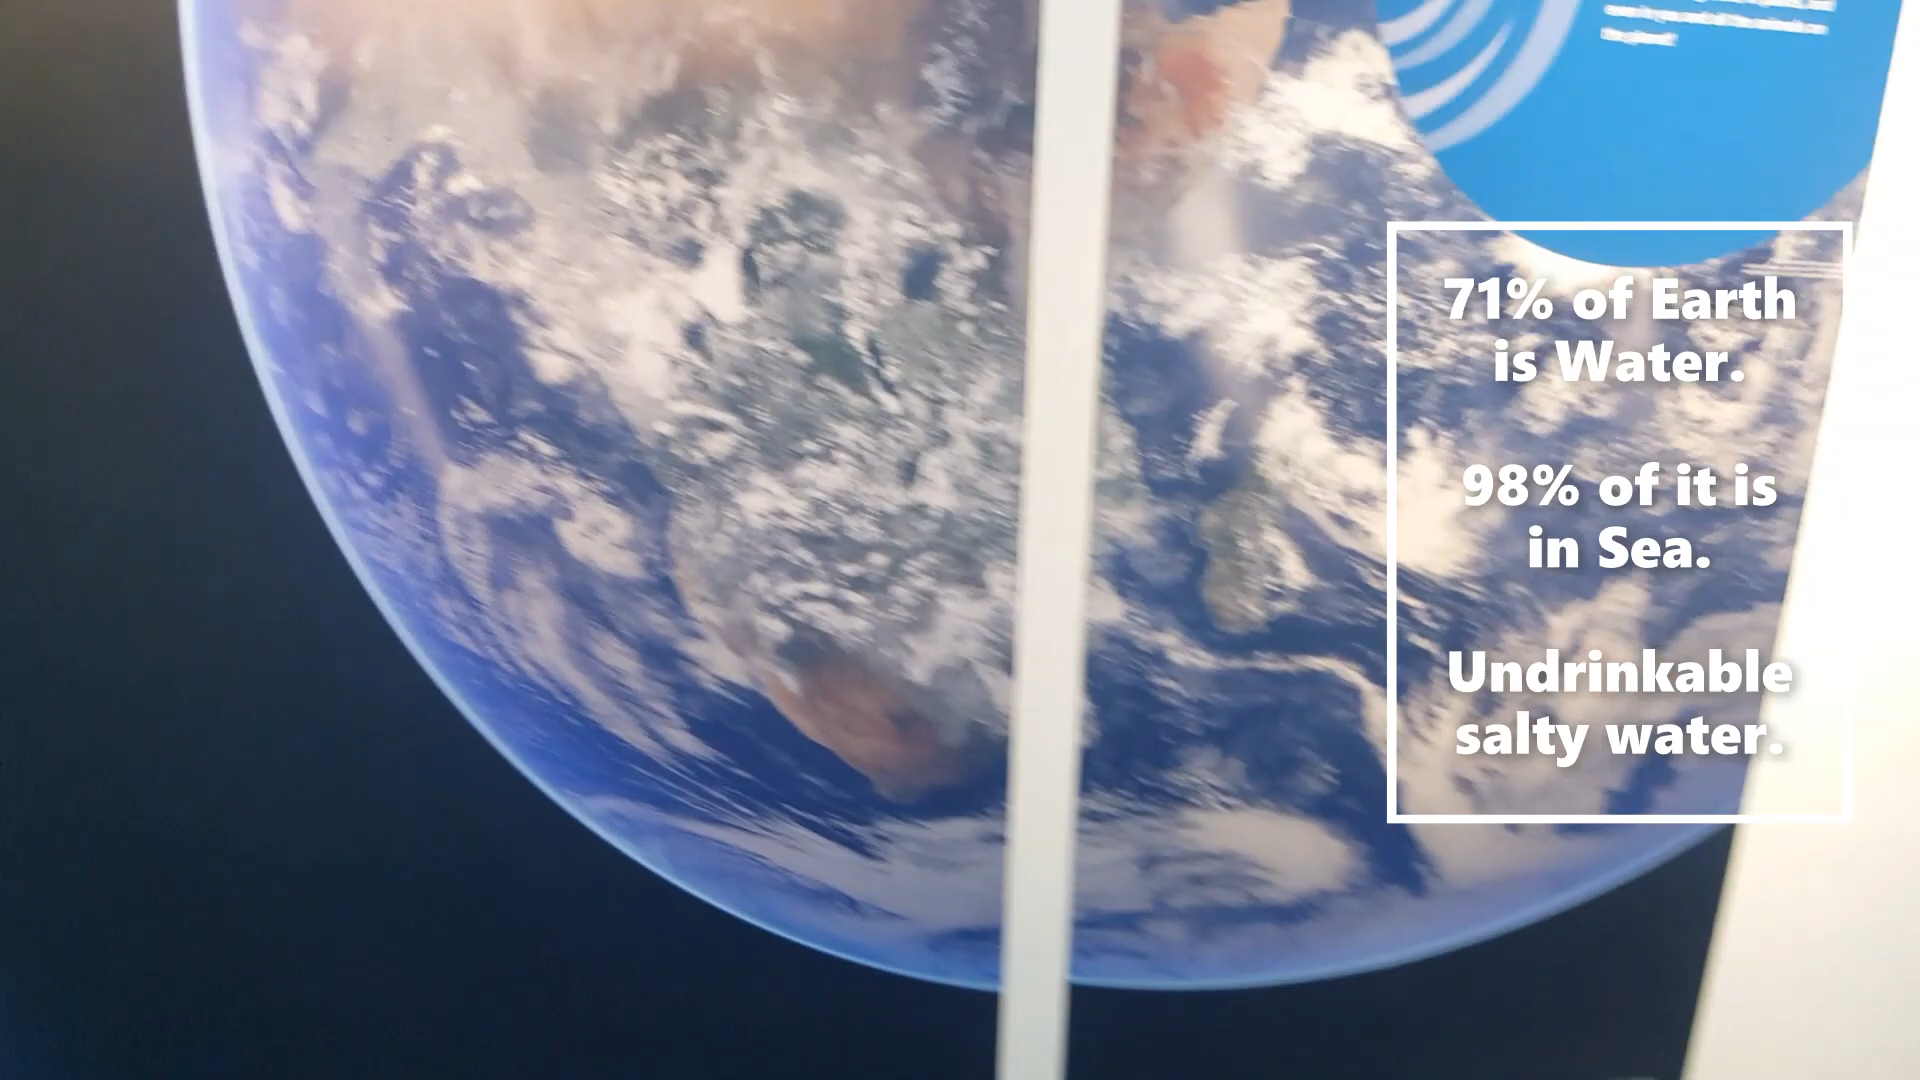 71% of Earth
is Water.
98% of it is
in Sea.
Undrinkable
salty water.